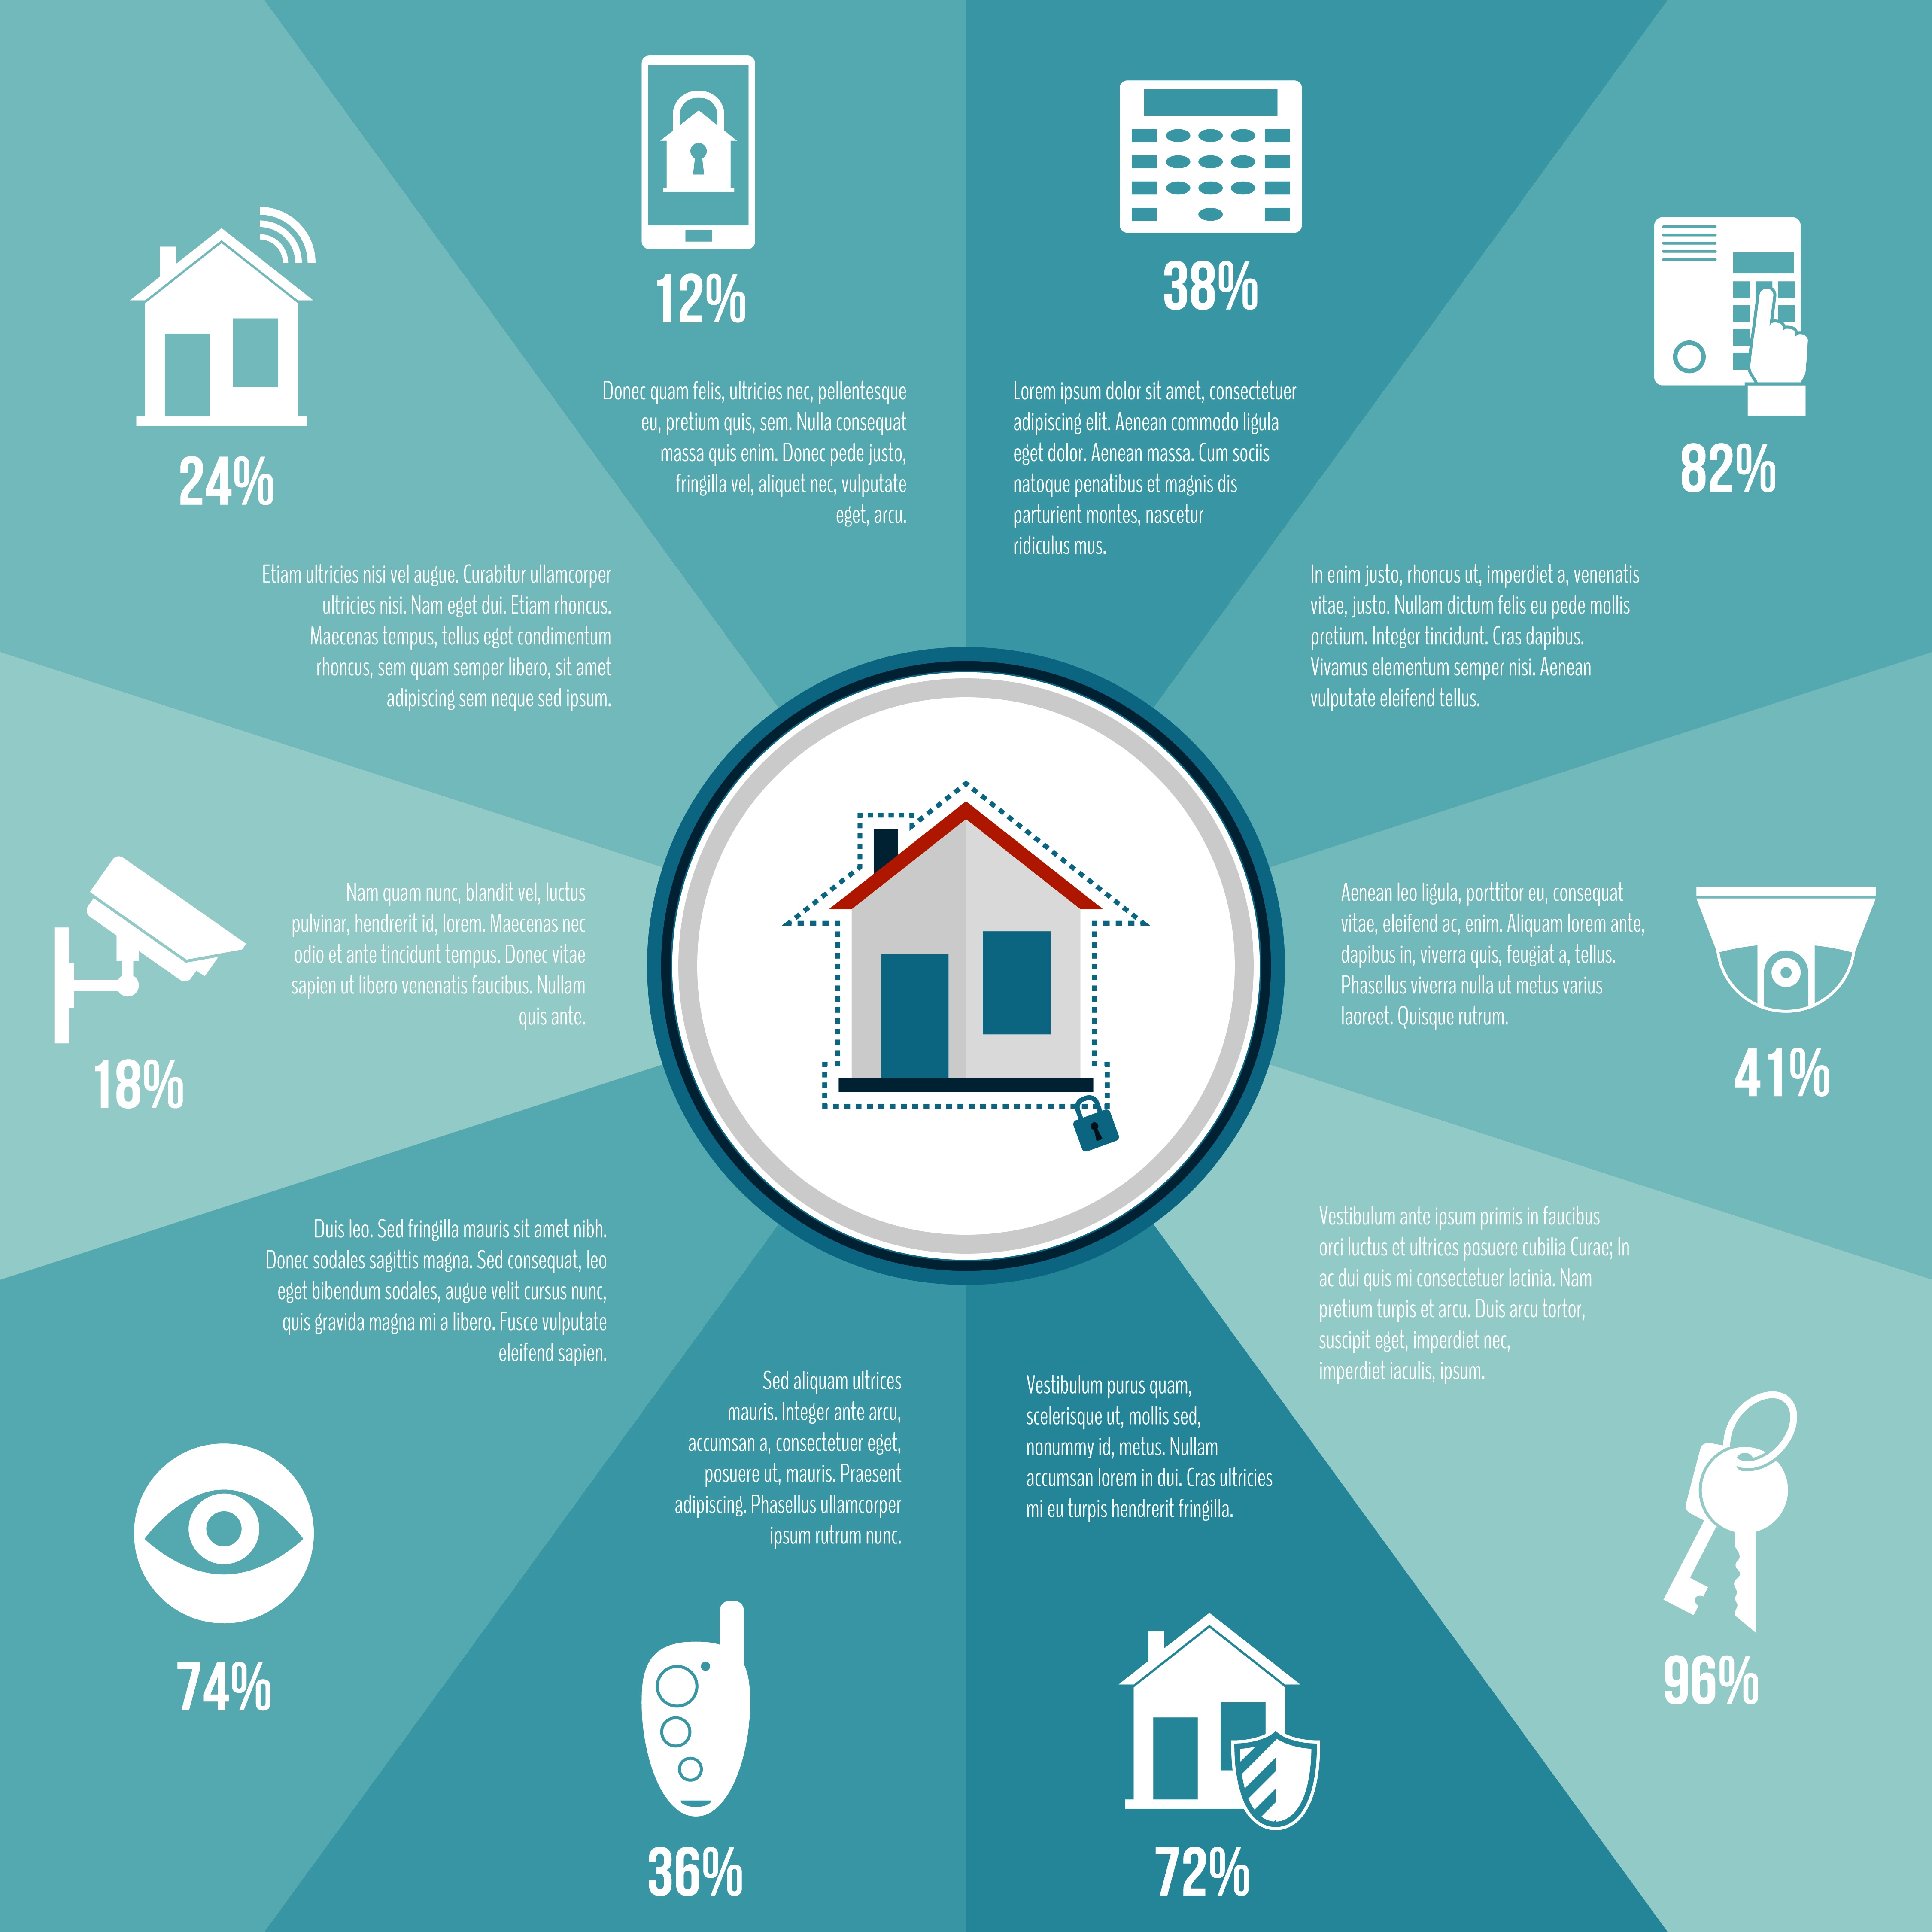 12%
Donec quam felis, ultricies nec, pellentesque
eu, pretium quis, sem. Nulla consequat
massa quis enim. Donec pede justo,
fringilla vel, aliquet nec, vulputate
eget, arcu.
38%
Lorem ipsum dolor sit amet, consectetuer
adipiscing elit. Aenean commodo ligula
eget dolor. Aenean massa. Cum sociis
natoque penatibus et magnis dis
parturient montes, nascetur
ridiculus mus.
24%
Etiam ultricies nisi vel augue. Curabitur ullamcorper
ultricies nisi. Nam eget dui. Etiam rhoncus.
Maecenas tempus, tellus eget condimentum
rhoncus, sem quam semper libero, sit amet
adipiscing sem neque sed ipsum.
82%
In enim justo, rhoncus ut, imperdiet a, venenatis
vitae, justo. Nullam dictum felis eu pede mollis
pretium. Integer tincidunt. Cras dapibus.
Vivamus elementum semper nisi. Aenean
vulputate eleifend tellus.
Nam quam nunc, blandit vel, luctus
pulvinar, hendrerit id, lorem. Maecenas nec
odio et ante tincidunt tempus. Donec vitae
sapien ut libero venenatis faucibus. Nullam
quis ante.
18%
Aenean leo ligula, porttitor eu, consequat
vitae, eleifend ac, enim. Aliquam lorem ante,
dapibus in, viverra quis, feugiat a, tellus.
Phasellus viverra nulla ut metus varius
laoreet. Quisque rutrum.
41%
Duis leo. Sed fringilla mauris sit amet nibh.
Donec sodales sagittis magna. Sed consequat, leo
eget bibendum sodales, augue velit cursus nunc,
quis gravida magna mi a libero. Fusce vulputate
eleifend sapien.
74%
Vestibulum ante ipsum primis in faucibus
orci luctus et ultrices posuere cubilia Curae; In
ac dui quis mi consectetuer lacinia. Nam
pretium turpis et arcu. Duis arcu tortor,
suscipit eget, imperdiet nec,
imperdiet iaculis, ipsum.
96%
Sed aliquam ultrices
mauris. Integer ante arcu,
accumsan a, consectetuer eget,
posuere ut, mauris. Praesent
adipiscing. Phasellus ullamcorper
ipsum rutrum nunc.
36%
Vestibulum purus quam,
scelerisque ut, mollis sed,
nonummy id, metus. Nullam
accumsan lorem in dui. Cras ultricies
mi eu turpis hendrerit fringilla.
72%